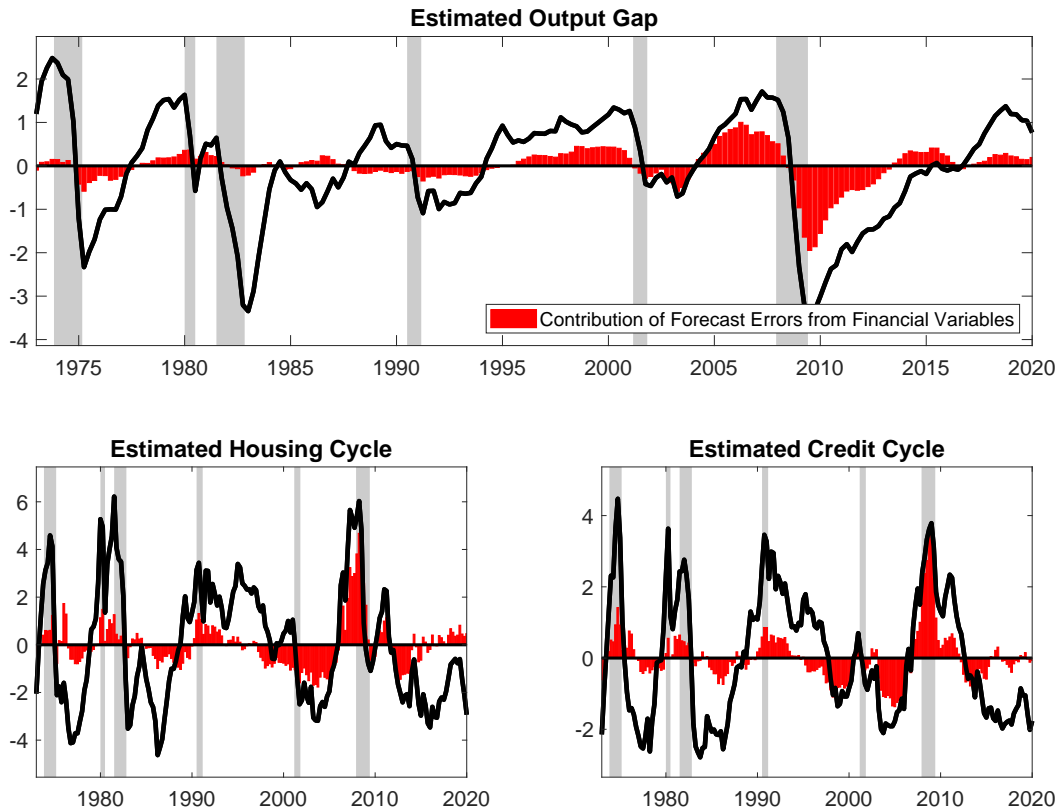 Estimated Output Gap
2
1
0
-1
-2
-3
-4
Contribution of Forecast Errors from Financial Variables
1975 1980 1985 1990 1995 2000 2005 2010 2015 2020
Estimated Housing Cycle
6
4
2
0
-2
-4
1980 1990 2000 2010 2020
Estimated Credit Cycle
4
2
0
-2
1980 1990 2000 2010 2020